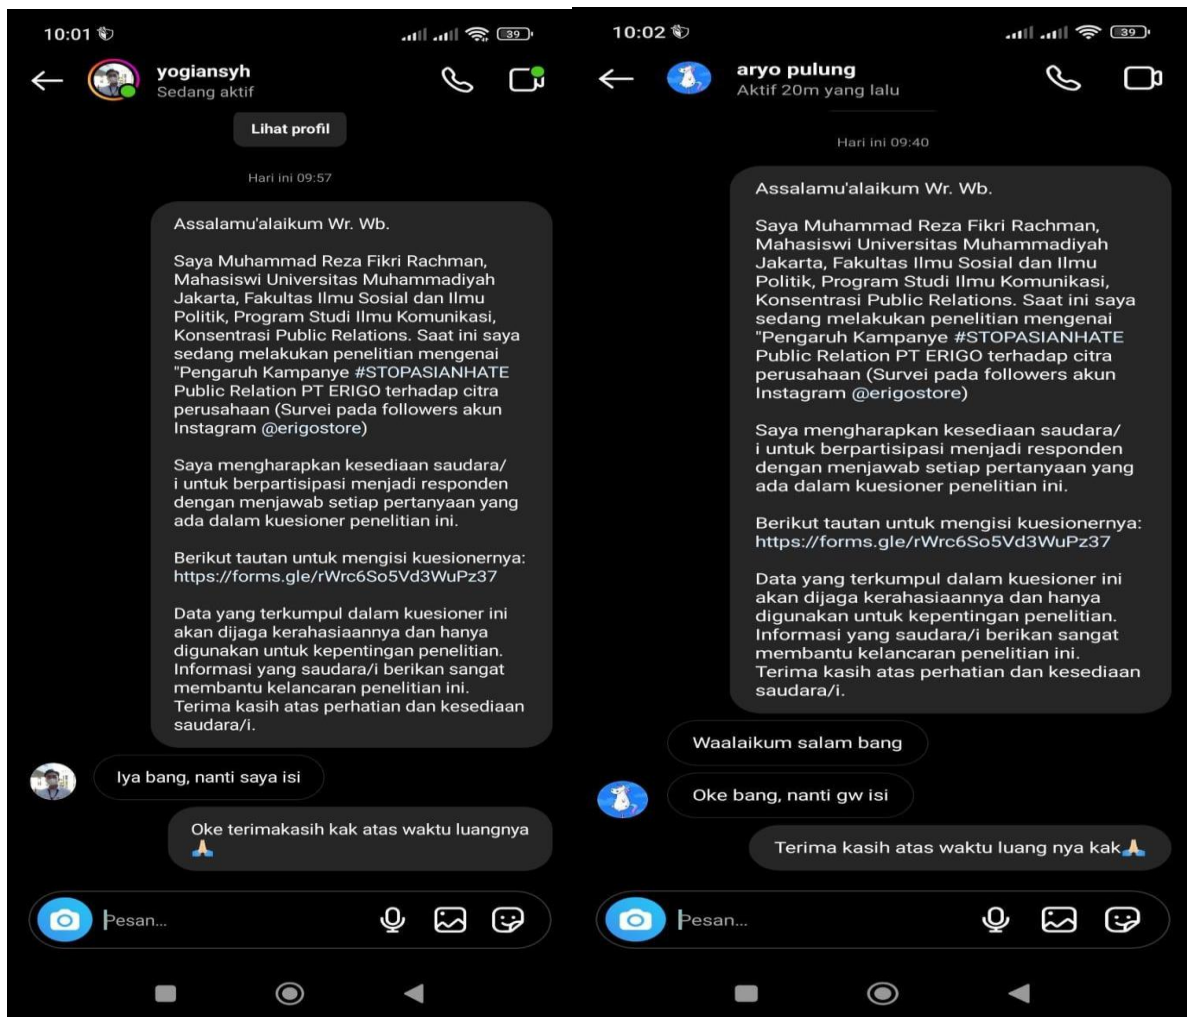 10:01
39
yogiansyh
Sedang aktif
Lihat profil
Hari ini 09:57
Assalamu'alaikum Wr. Wb.
Saya Muhammad Reza Fikri Rachman,
Mahasiswi Universitas Muhammadiyah
Jakarta, Fakultas Ilmu Sosial dan Ilmu
Politik, Program Studi Ilmu Komunikasi,
Konsentrasi Public Relations. Saat ini saya
sedang melakukan penelitian mengenai
"Pengaruh Kampanye #STOPASIANHATE
Public Relation PT ERIGO terhadap citra
perusahaan (Survei pada followers akun
Instagram @erigostore)
Saya mengharapkan kesediaan saudara/
i untuk berpartisipasi menjadi responden
dengan menjawab setiap pertanyaan yang
ada dalam kuesioner penelitian ini.
Berikut tautan untuk mengisi kuesionernya:
https://forms.gle/rWrc6So5Vd3WuPz37
Data yang terkumpul dalam kuesioner ini
akan dijaga kerahasiaannya dan hanya
digunakan untuk kepentingan penelitian.
Informasi yang saudara/i berikan sangat
membantu kelancaran penelitian ini.
Terima kasih atas perhatian dan kesediaan
saudara/i.
Iya bang, nanti saya isi
Oke terimakasih kak atas waktu luangnya
🙏🏻
Pesan...
10:02
39
aryo pulung
Aktif 20m yang lalu
Hari ini 09:40
Assalamu'alaikum Wr. Wb.
Saya Muhammad Reza Fikri Rachman,
Mahasiswi Universitas Muhammadiyah
Jakarta, Fakultas Ilmu Sosial dan Ilmu
Politik, Program Studi Ilmu Komunikasi,
Konsentrasi Public Relations. Saat ini saya
sedang melakukan penelitian mengenai
"Pengaruh Kampanye #STOPASIANHATE
Public Relation PT ERIGO terhadap citra
perusahaan (Survei pada followers akun
Instagram @erigostore)
Saya mengharapkan kesediaan saudara/
i untuk berpartisipasi menjadi responden
dengan menjawab setiap pertanyaan yang
ada dalam kuesioner penelitian ini.
Berikut tautan untuk mengisi kuesionernya:
https://forms.gle/rWrc6So5Vd3WuPz37
Data yang terkumpul dalam kuesioner ini
akan dijaga kerahasiaannya dan hanya
digunakan untuk kepentingan penelitian.
Informasi yang saudara/i berikan sangat
membantu kelancaran penelitian ini.
Terima kasih atas perhatian dan kesediaan
saudara/i.
Waalaikum salam bang
Oke bang, nanti gw isi
Terima kasih atas waktu luang nya kak🙏🏻
Pesan...